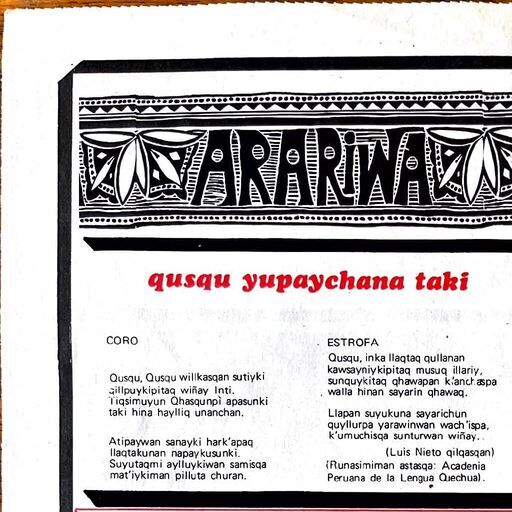 ARARIWA
qusqu yupaychana taki
CORO
Qusqu, Qusqu willkasqan sutiyki
qillpuykipitaq wiñay Inti.
Tiqsimuyun Qhasqunpi apasunki
taki hina haylliq unanchan.
Atipaywan sanayki hark'apaq
llaqtakunan napaykusunki.
Suyutaqmi aylluykiwan samisqa
mat'iykiman pilluta churan.
ESTROFA
Qusqu, inka llaqtaq qullanan
kawsayniykipitaq musuq illariy,
sunquykitaq qhawapan k'anchaspa
walla hinan sayarin qhawaq.
Llapan suyukuna sayarichun
quyllurpa yarawinwan wach'ispa,
k'umuchisqa sunturwan wiñay.
(Luis Nieto qilqasqan)
(Runasimiman astasqa: Academia
Peruana de la Lengua Quechua).